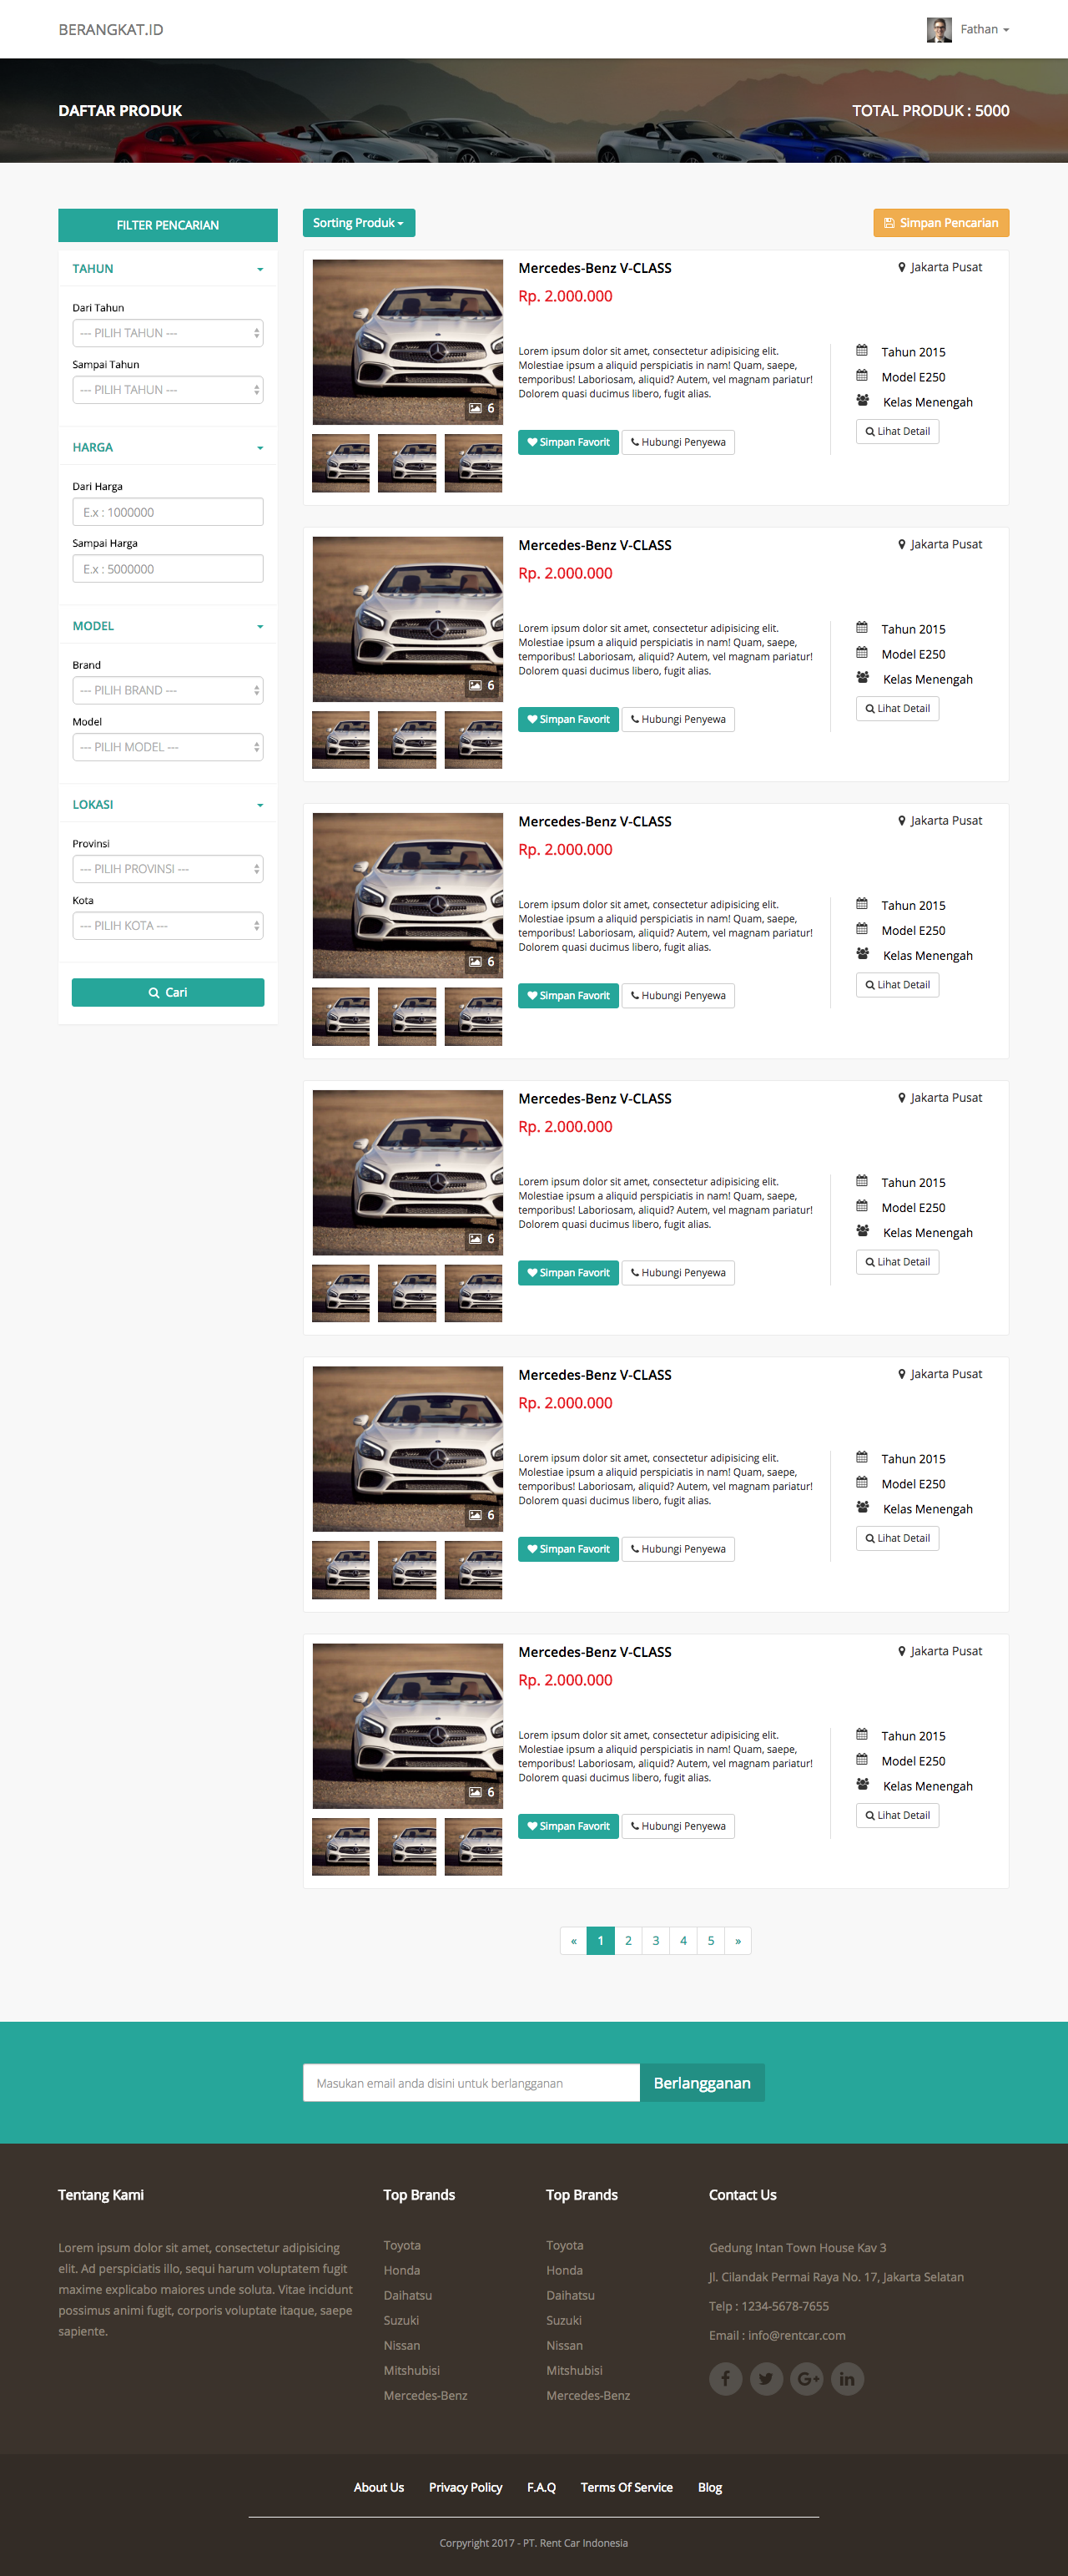 BERANGKAT.ID
Fathan
DAFTAR PRODUK
TOTAL PRODUK : 5000
FILTER PENCARIAN
TAHUN
Dari Tahun
--- PILIH TAHUN ---
Sampai Tahun
--- PILIH TAHUN ---
HARGA
Dari Harga
E.x : 1000000
Sampai Harga
E.x : 5000000
MODEL
Brand
--- PILIH BRAND ---
Model
--- PILIH MODEL ---
LOKASI
Provinsi
--- PILIH PROVINSI ---
Kota
--- PILIH KOTA ---
Cari
Sorting Produk
Simpan Pencarian
6
Mercedes-Benz V-CLASS
Jakarta Pusat
Rp. 2.000.000
Lorem ipsum dolor sit amet, consectetur adipisicing elit.
Molestiae ipsum a aliquid perspiciatis in nam! Quam, saepe,
temporibus! Laboriosam, aliquid? Autem, vel magnam pariatur!
Dolorem quasi ducimus libero, fugit alias.
Simpan Favorit
Hubungi Penyewa
Tahun 2015
Model E250
Kelas Menengah
Lihat Detail
6
Mercedes-Benz V-CLASS
Jakarta Pusat
Rp. 2.000.000
Lorem ipsum dolor sit amet, consectetur adipisicing elit.
Molestiae ipsum a aliquid perspiciatis in nam! Quam, saepe,
temporibus! Laboriosam, aliquid? Autem, vel magnam pariatur!
Dolorem quasi ducimus libero, fugit alias.
Simpan Favorit
Hubungi Penyewa
Tahun 2015
Model E250
Kelas Menengah
Lihat Detail
6
Mercedes-Benz V-CLASS
Jakarta Pusat
Rp. 2.000.000
Lorem ipsum dolor sit amet, consectetur adipisicing elit.
Molestiae ipsum a aliquid perspiciatis in nam! Quam, saepe,
temporibus! Laboriosam, aliquid? Autem, vel magnam pariatur!
Dolorem quasi ducimus libero, fugit alias.
Simpan Favorit
Hubungi Penyewa
Tahun 2015
Model E250
Kelas Menengah
Lihat Detail
6
Mercedes-Benz V-CLASS
Jakarta Pusat
Rp. 2.000.000
Lorem ipsum dolor sit amet, consectetur adipisicing elit.
Molestiae ipsum a aliquid perspiciatis in nam! Quam, saepe,
temporibus! Laboriosam, aliquid? Autem, vel magnam pariatur!
Dolorem quasi ducimus libero, fugit alias.
Simpan Favorit
Hubungi Penyewa
Tahun 2015
Model E250
Kelas Menengah
Lihat Detail
6
Mercedes-Benz V-CLASS
Jakarta Pusat
Rp. 2.000.000
Lorem ipsum dolor sit amet, consectetur adipisicing elit.
Molestiae ipsum a aliquid perspiciatis in nam! Quam, saepe,
temporibus! Laboriosam, aliquid? Autem, vel magnam pariatur!
Dolorem quasi ducimus libero, fugit alias.
Simpan Favorit
Hubungi Penyewa
Tahun 2015
Model E250
Kelas Menengah
Lihat Detail
6
Mercedes-Benz V-CLASS
Jakarta Pusat
Rp. 2.000.000
Lorem ipsum dolor sit amet, consectetur adipisicing elit.
Molestiae ipsum a aliquid perspiciatis in nam! Quam, saepe,
temporibus! Laboriosam, aliquid? Autem, vel magnam pariatur!
Dolorem quasi ducimus libero, fugit alias.
Simpan Favorit
Hubungi Penyewa
Tahun 2015
Model E250
Kelas Menengah
Lihat Detail
« 1 2 3 4 5 »
Masukan email anda disini untuk berlangganan
Berlangganan
Tentang Kami
Lorem ipsum dolor sit amet, consectetur adipisicing
elit. Ad perspiciatis illo, sequi harum voluptatem fugit
maxime explicabo maiores unde soluta. Vitae incidunt
possimus animi fugit, corporis voluptate itaque, saepe
sapiente.
Top Brands
Toyota
Honda
Daihatsu
Suzuki
Nissan
Mitshubisi
Mercedes-Benz
Top Brands
Toyota
Honda
Daihatsu
Suzuki
Nissan
Mitshubisi
Mercedes-Benz
Contact Us
Gedung Intan Town House Kav 3
Jl. Cilandak Permai Raya No. 17, Jakarta Selatan
Telp : 1234-5678-7655
Email : info@rentcar.com
About Us
Privacy Policy
F.A.Q
Terms Of Service
Blog
Corpyright 2017 - PT. Rent Car Indonesia